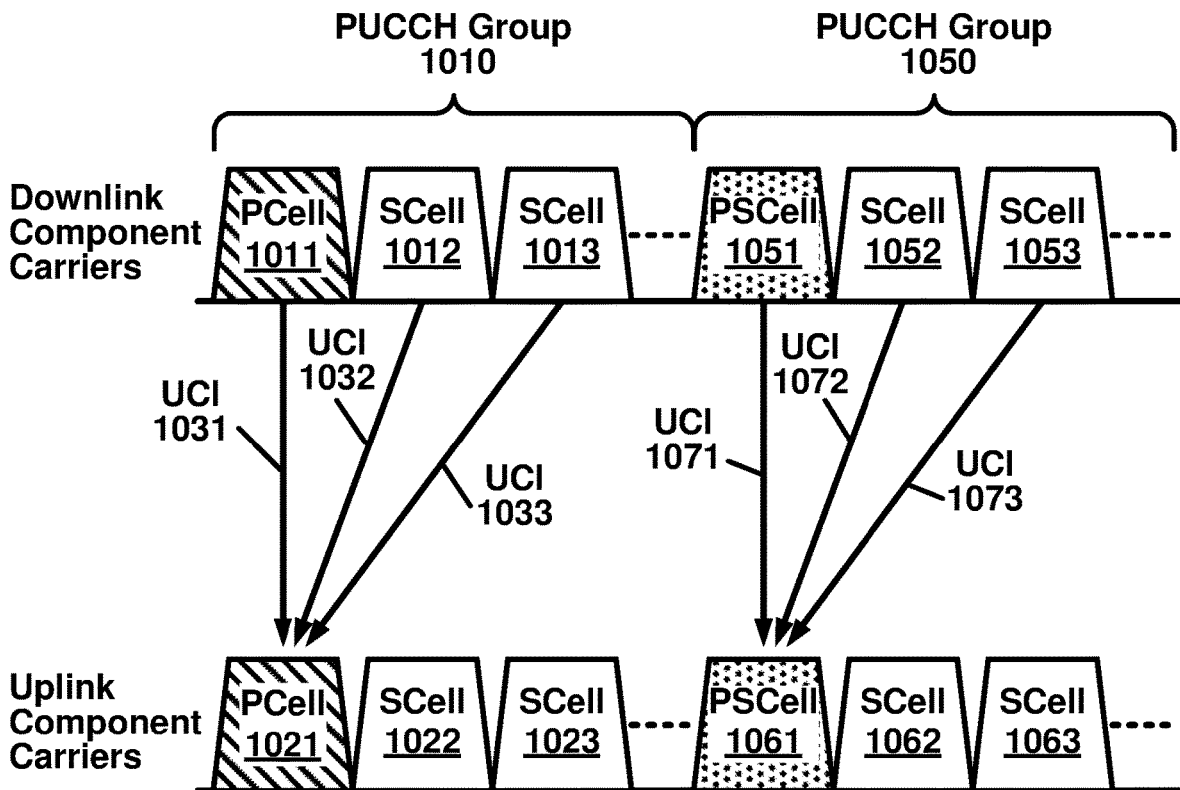 PUCCH Group
1010
PUCCH Group
1050
Downlink
Component
Carriers
PCell
1011
SCell
1012
SCell
1013
PSCell
1051
SCell
1052
SCell
1053
UCI
1031
UCI
1032
UCI
1033
UCI
1071
UCI
1072
UCI
1073
Uplink
Component
Carriers
PCell
1021
SCell
1022
SCell
1023
PSCell
1061
SCell
1062
SCell
1063